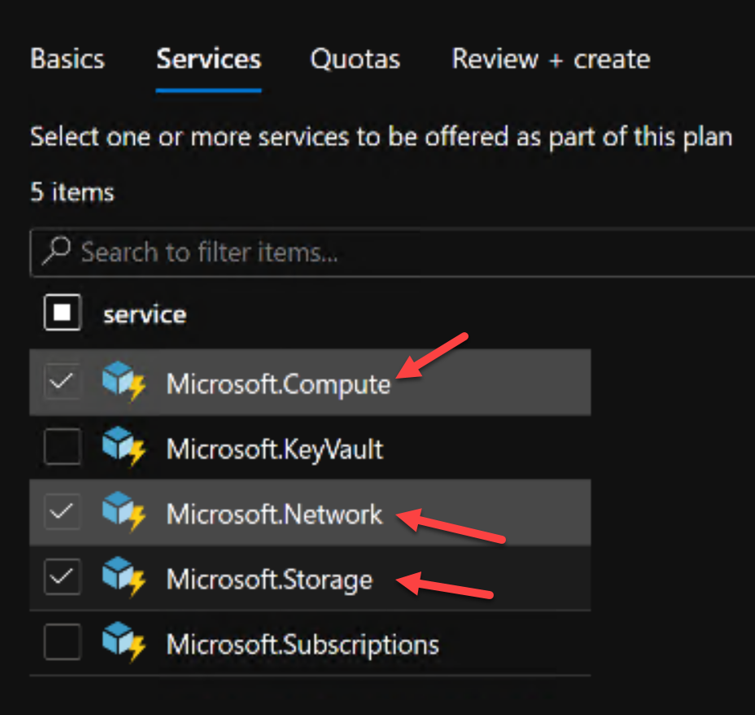 Basics Services Quotas Review + create
Select one or more services to be offered as part of this plan
5 items
Search to filter items...
service
Microsoft.Compute
Microsoft.KeyVault
Microsoft.Network
Microsoft.Storage
Microsoft.Subscriptions